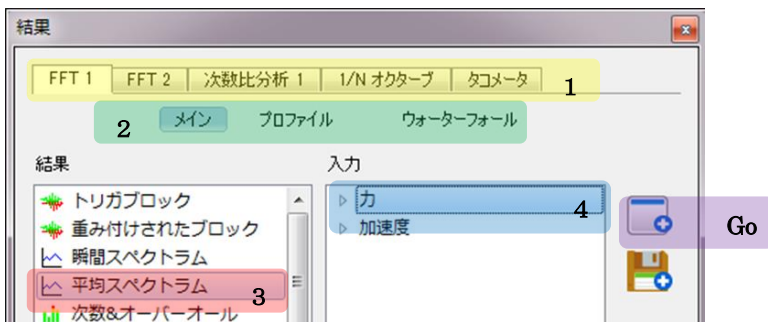 結果
FFT 1 FFT 2 次数比分析 1 1/N オクターブ タコメータ 1
2 メイン プロファイル ウォーターフォール
結果 入力
トリガブロック
重み付けされたブロック
瞬間スペクトラム
平均スペクトラム 3
次数&オーバーオール
力 4
加速度
Go